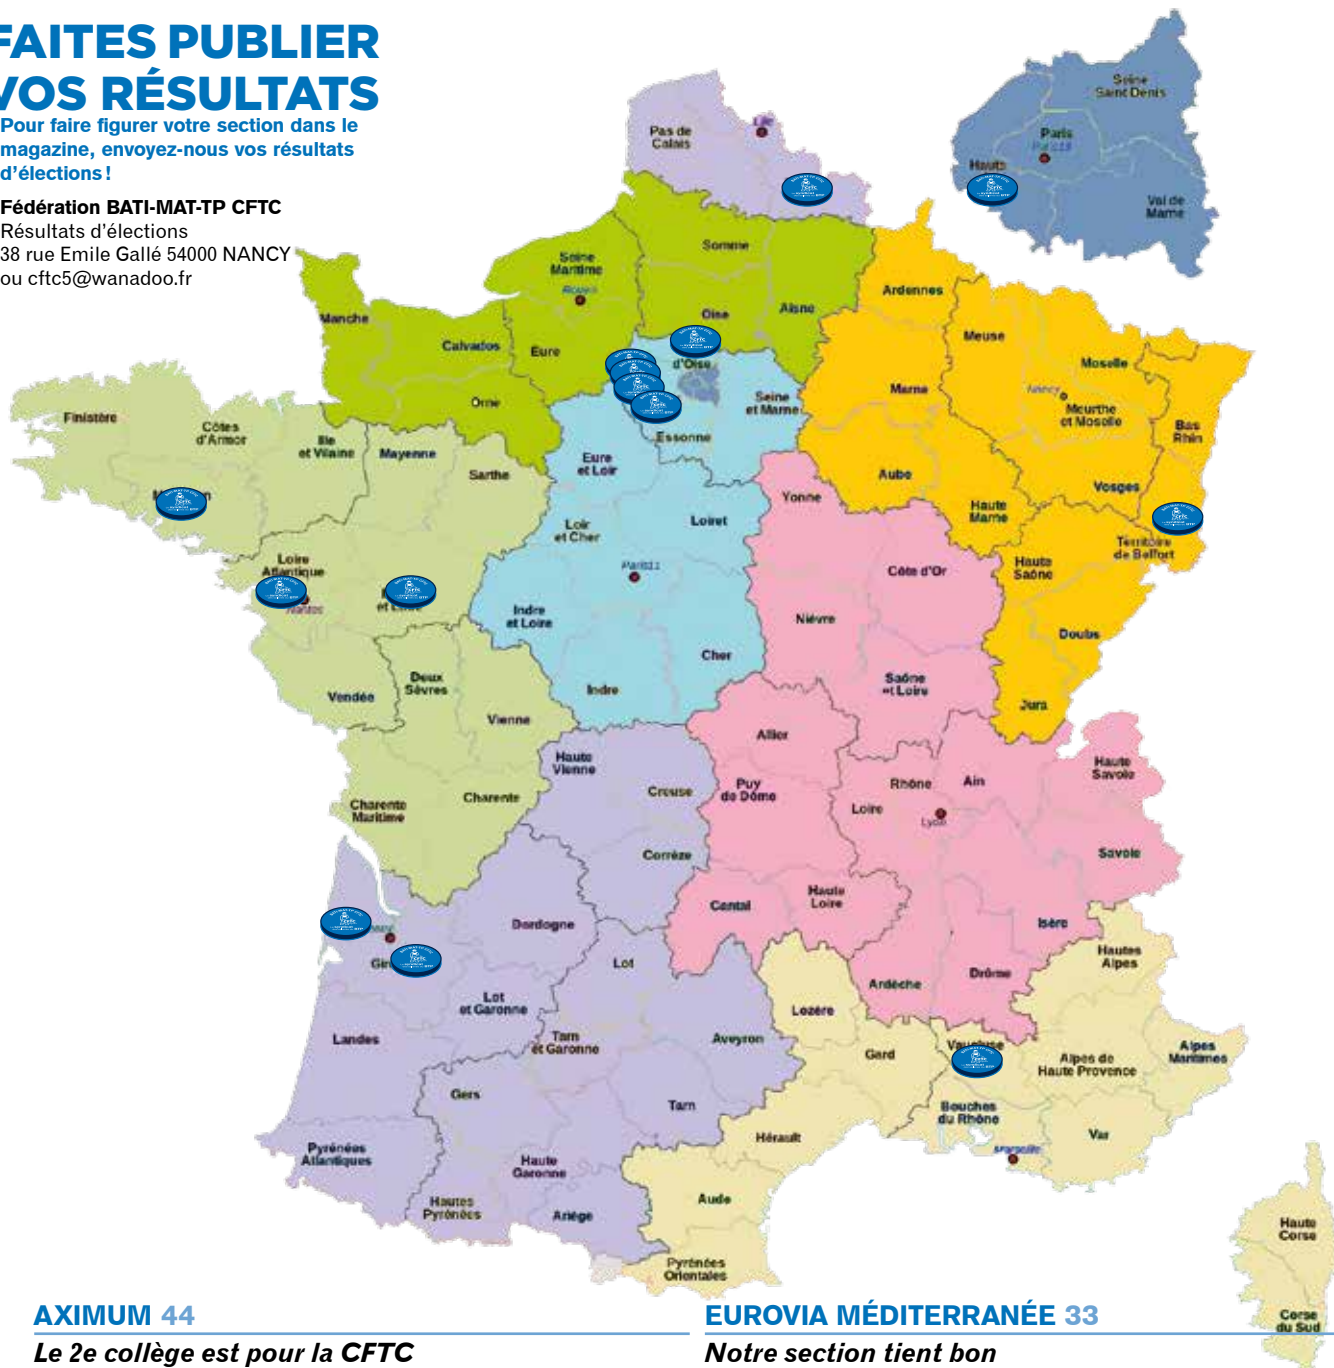 FAITES PUBLIER
VOS RÉSULTATS
Pour faire figurer votre section dans le
magazine, envoyez-nous vos résultats
d'élections !
Fédération BATI-MAT-TP CFTC
Résultats d'élections
38 rue Emile Gallé 54000 NANCY
ou cftc5@wanadoo.fr
Seine
Saint Denis
Paris
Hauts
Val de
Marne
Pas de
Calais
Lille
Somme
Seine
Maritime
Rouen
Oise
Aisne
Ardennes
Manche
Calvados
Eure
Orne
d'Oise
Seine
et Marne
Essonne
Marne
Meuse
Moselle
Nancy
Meurthe
et Moselle
Bas
Rhin
Vosges
Aube
Haute
Marne
Territoire
de Belfort
Haute
Saône
Doubs
Jura
Finistère
Côtes
d'Armor
Ille
et Vilaine
Mayenne
Sarthe
Loire
Atlantique
Nantes
Vendée
Deux
Sèvres
Vienne
Charente
Maritime
Charente
Eure
et Loir
Loir
et Cher
Loiret
Indre
et Loire
Cher
Indre
Yonne
Côte d'Or
Nièvre
Saône
et Loire
Allier
Puy
de Dôme
Rhône
Ain
Loire
Lyon
Haute
Savoie
Savoie
Cantal
Haute
Loire
Isère
Ardèche
Drôme
Haute
Vienne
Creuse
Corrèze
Dordogne
Lot
Lot
et Garonne
Landes
Tarn
et Garonne
Aveyron
Gers
Tarn
Pyrénées
Atlantiques
Haute
Garonne
Hautes
Pyrénées
Ariège
Lozère
Gard
Vaucluse
Hautes
Alpes
Alpes de
Haute Provence
Alpes
Maritimes
Bouches
du Rhône
Marseille
Var
Hérault
Aude
Pyrénées
Orientales
Haute
Corse
Corse
du Sud
AXIMUM 44
Le 2e collège est pour la CFTC
EUROVIA MÉDITERRANÉE 33
Notre section tient bon